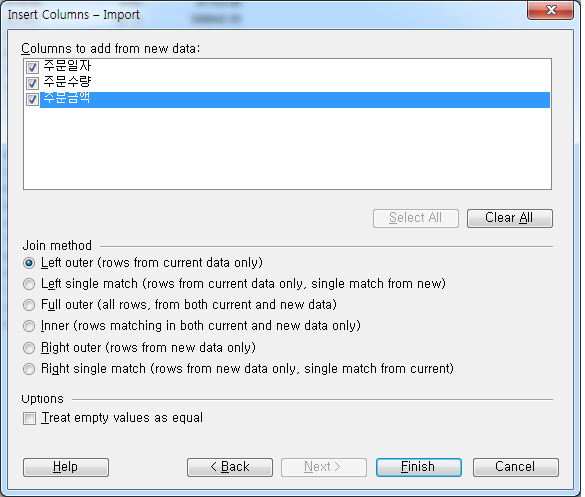 Insert Columns – Import
Columns to add from new data:
주문일자
주문수량
주문금액
Select All
Clear All
Join method
Left outer (rows from current data only)
Left single match (rows from current data only, single match from new)
Full outer (all rows, from both current and new data)
Inner (rows matching in both current and new data only)
Right outer (rows from new data only)
Right single match (rows from new data only, single match from current)
Options
Treat empty values as equal
Help
< Back
Next >
Finish
Cancel